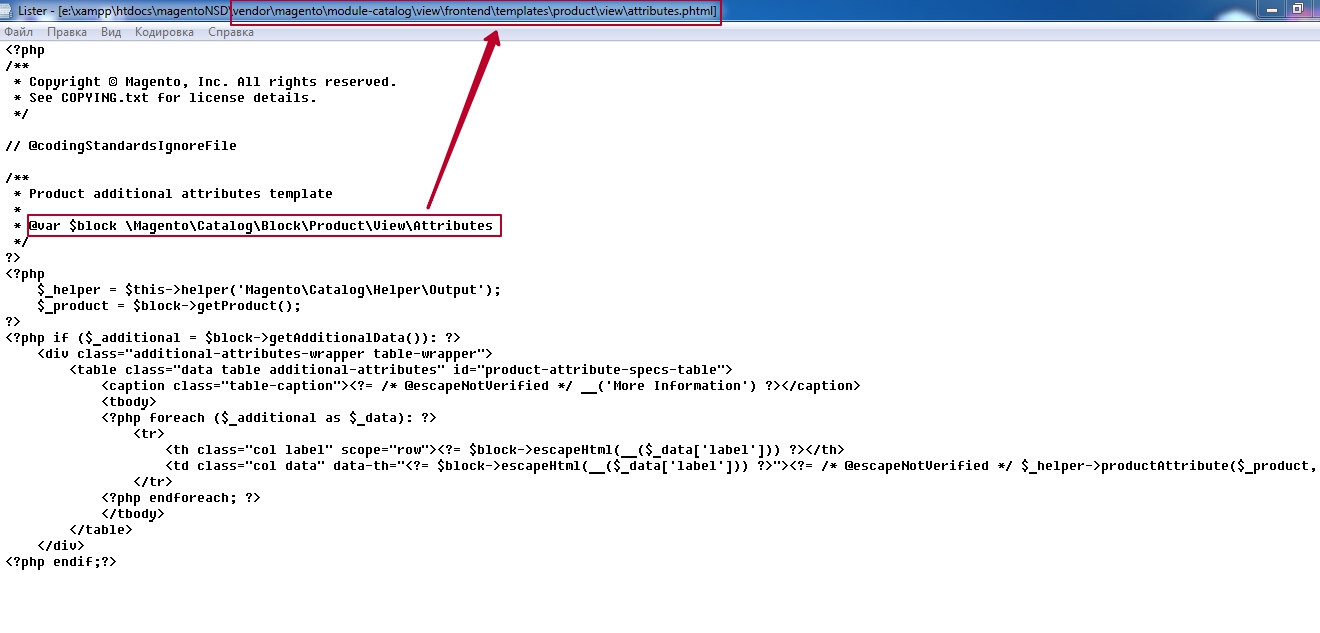 Lister - [e:\xampp\htdocs\magentoNSD\vendor\magento\module-catalog\view\frontend\templates\product\view\attributes.phtml]
Файл Правка Вид Кодировка Справка
<?php
/**
 * Copyright © Magento, Inc. All rights reserved.
 * See COPYING.txt for license details.
 */
// @codingStandardsIgnoreFile
/**
 * Product additional attributes template
 *
 * @var $block \Magento\Catalog\Block\Product\View\Attributes
 */
?>
<?php
    $_helper = $this->helper('Magento\Catalog\Helper\Output');
    $_product = $block->getProduct();
?>
<?php if ($_additional = $block->getAdditionalData()): ?>
    <div class="additional-attributes-wrapper table-wrapper">
        <table class="data table additional-attributes" id="product-attribute-specs-table">
            <caption class="table-caption"><?= /* @escapeNotVerified */ __('More Information') ?></caption>
            <tbody>
            <?php foreach ($_additional as $_data): ?>
                <tr>
                    <th class="col label" scope="row"><?= $block->escapeHtml(__($_data['label'])) ?></th>
                    <td class="col data" data-th="<?= $block->escapeHtml(__($_data['label'])) ?>"><?= /* @escapeNotVerified */ $_helper->productAttribute($_product,
                </tr>
            <?php endforeach; ?>
            </tbody>
        </table>
    </div>
<?php endif;?>